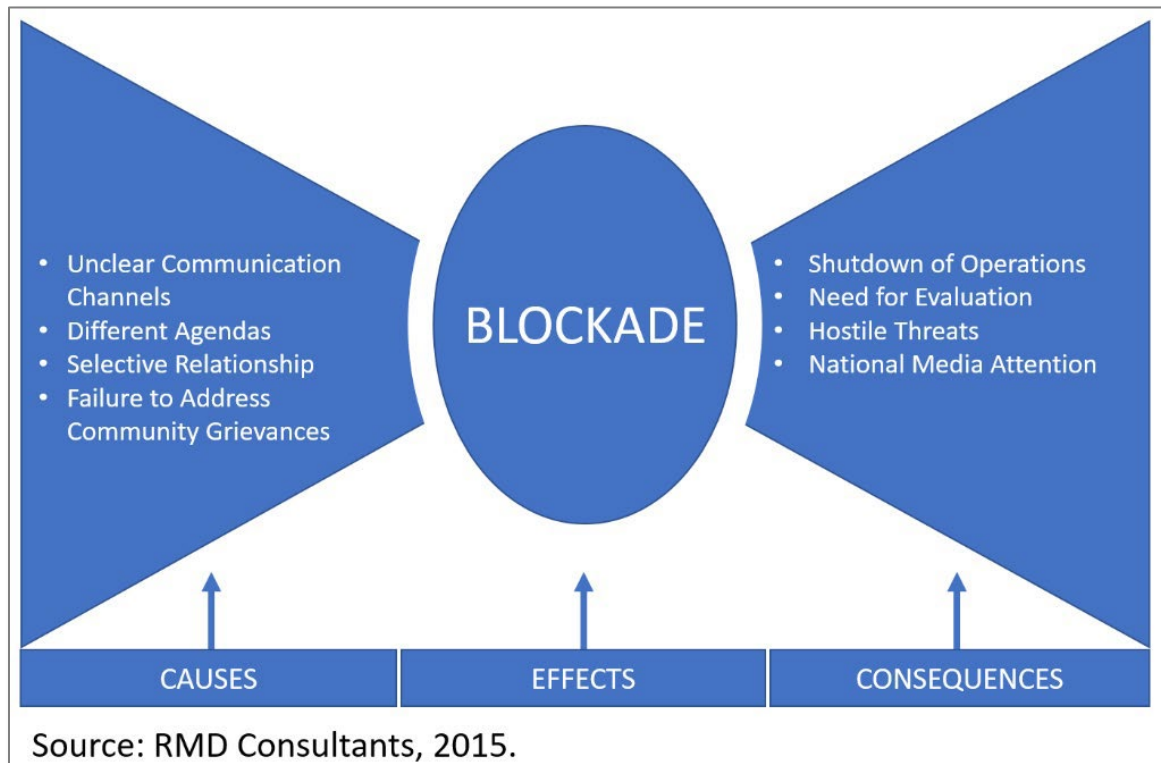 • Unclear Communication
Channels
• Different Agendas
• Selective Relationship
• Failure to Address
Community Grievances
BLOCKADE
• Shutdown of Operations
• Need for Evaluation
• Hostile Threats
• National Media Attention
CAUSES
EFFECTS
CONSEQUENCES
Source: RMD Consultants, 2015.